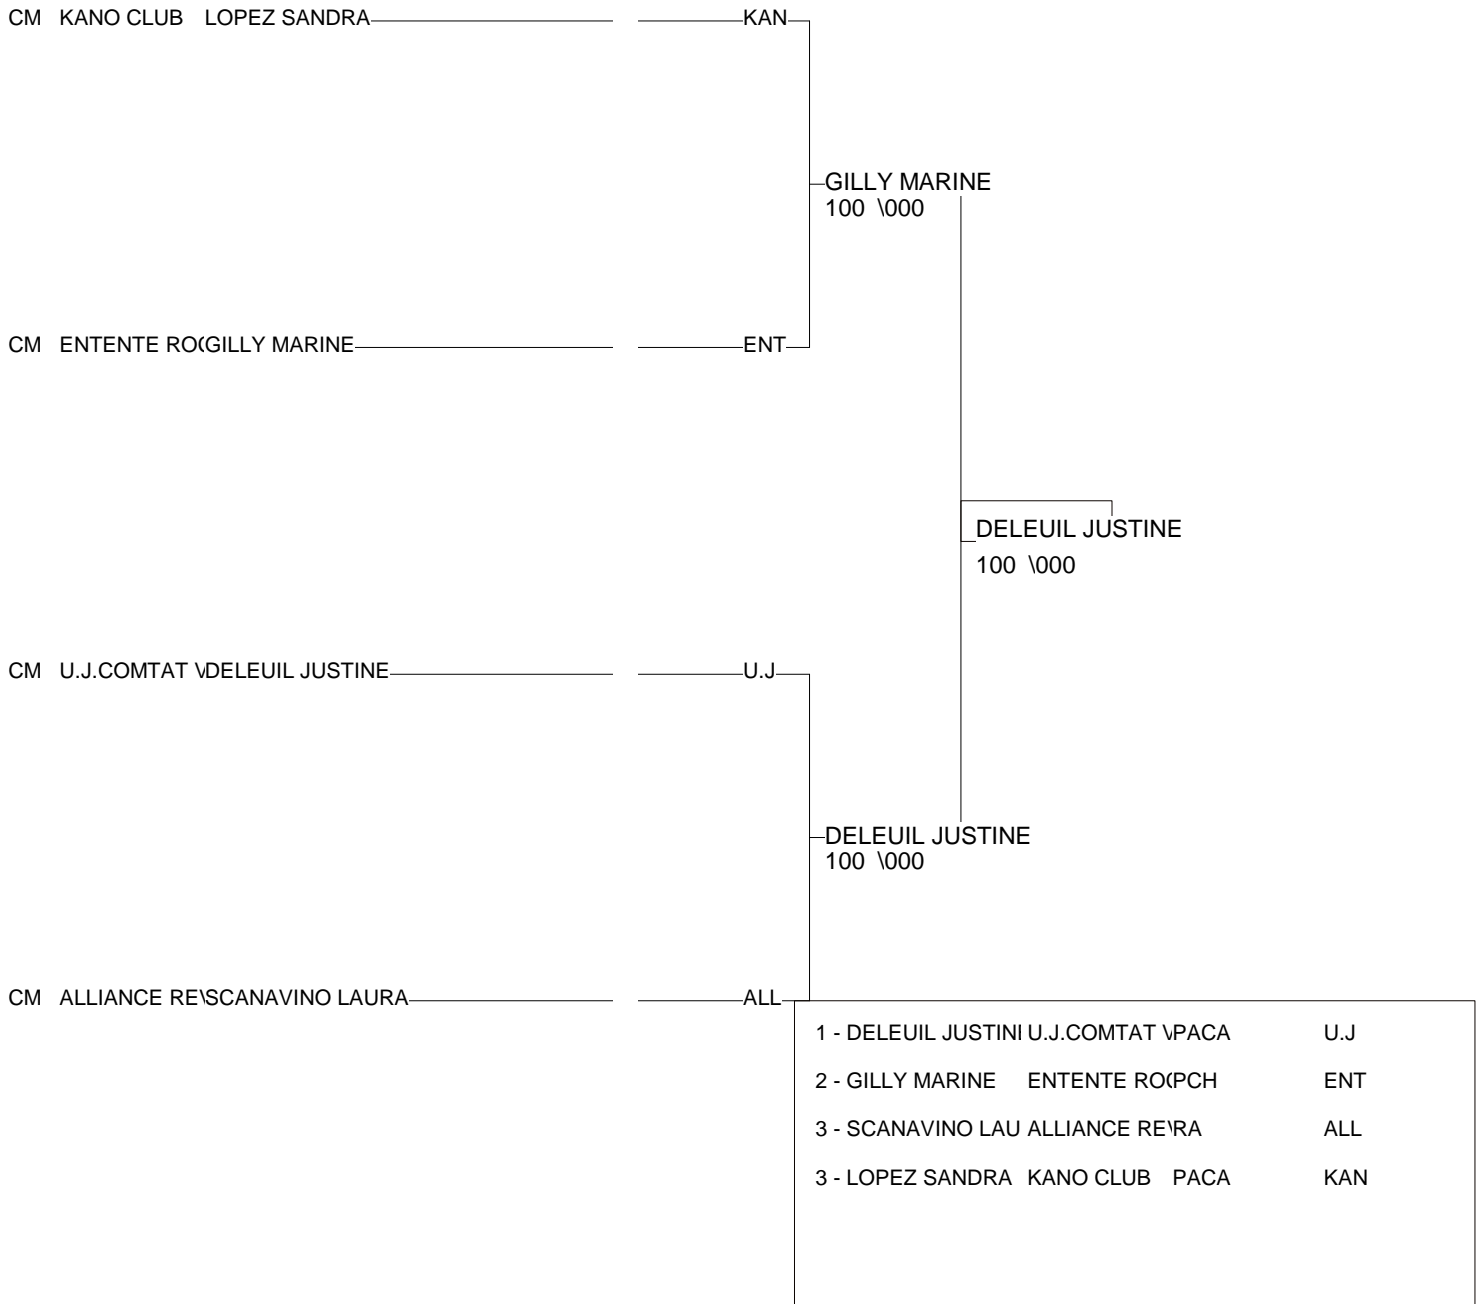 CM KANO CLUB LOPEZ SANDRA KAN
GILLY MARINE
100 \000
CM ENTENTE RO( GILLY MARINE ENT
DELEUIL JUSTINE
100 \000
CM U.J.COMTAT V DELEUIL JUSTINE U.J
DELEUIL JUSTINE
100 \000
CM ALLIANCE RE\ SCANAVINO LAURA ALL
1 - DELEUIL JUSTINI U.J.COMTAT V PACA U.J
2 - GILLY MARINE ENTENTE RO( PCH ENT
3 - SCANAVINO LAU ALLIANCE RE\ RA ALL
3 - LOPEZ SANDRA KANO CLUB PACA KAN